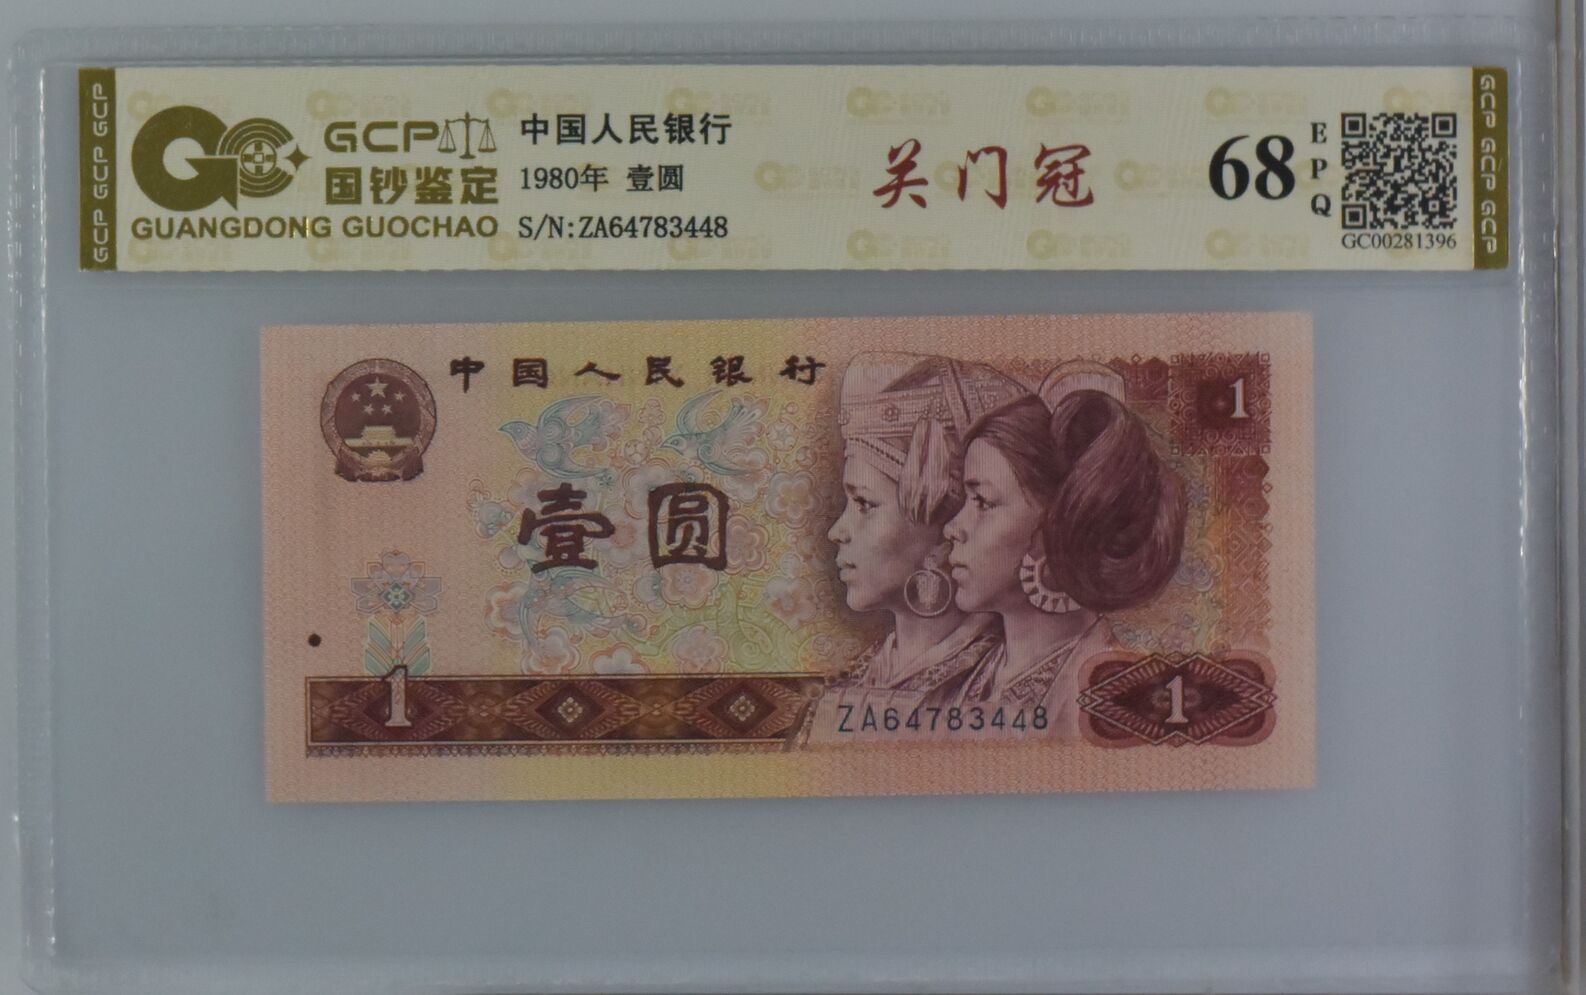 GCP GCP GCP
GCP
国钞鉴定
GUANGDONG GUOCHAO
中国人民银行
1980年 壹圆
S/N:ZA64783448
关门冠
68
EPQ
GC00281396
GCP GCP GCP
中国人民银行
1
壹圆
1
ZA64783448
1